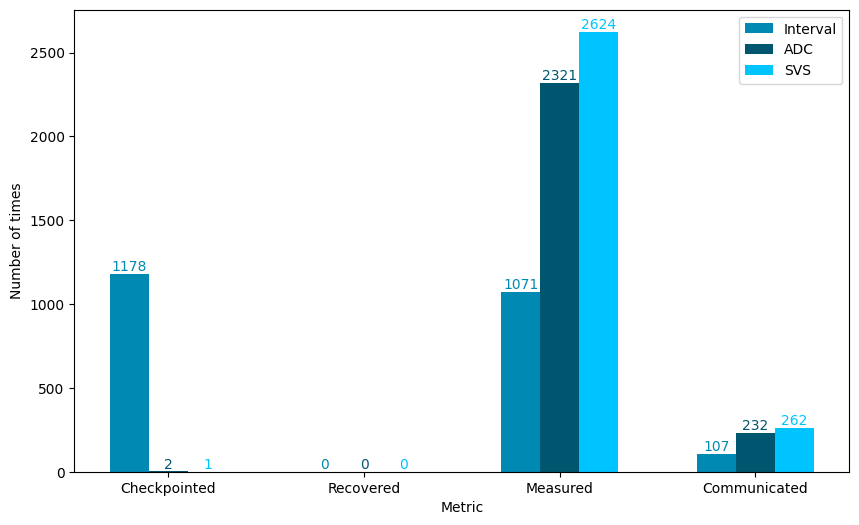 Interval
ADC
SVS
Number of times
2500
2000
1500
1000
500
0
1178
2
1
0
0
0
1071
2321
2624
107
232
262
Checkpointed
Recovered
Measured
Communicated
Metric